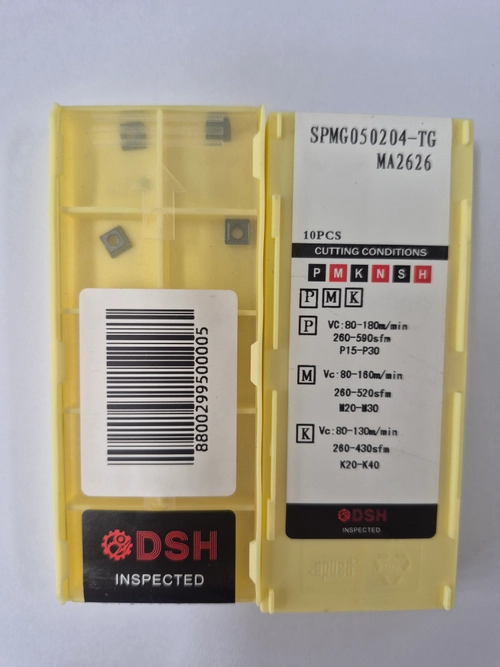 8800299500005
DSH
INSPECTED
SPMG050204-TG
MA2626
10PCS
CUTTING CONDITIONS
P M K N S H
P M K
P VC:80-180m/min
260-590sfm
P15-P30
M Vc:80-160m/min
260-520sfm
M20-M30
K Vc:80-130m/min
260-430sfm
K20-K40
DSH
INSPECTED